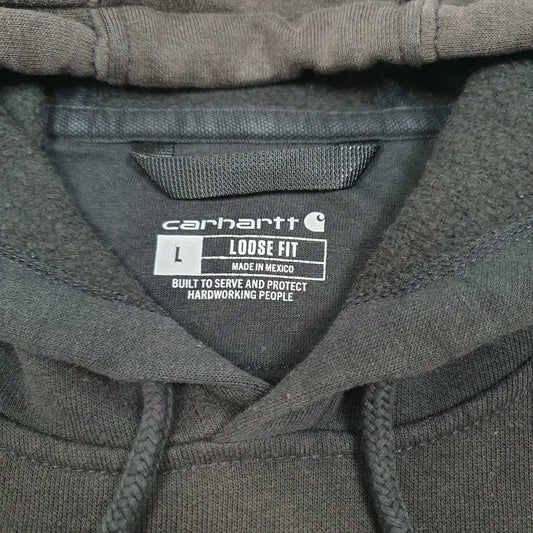 carhartt
L LOOSE FIT
MADE IN MEXICO
BUILT TO SERVE AND PROTECT
HARDWORKING PEOPLE